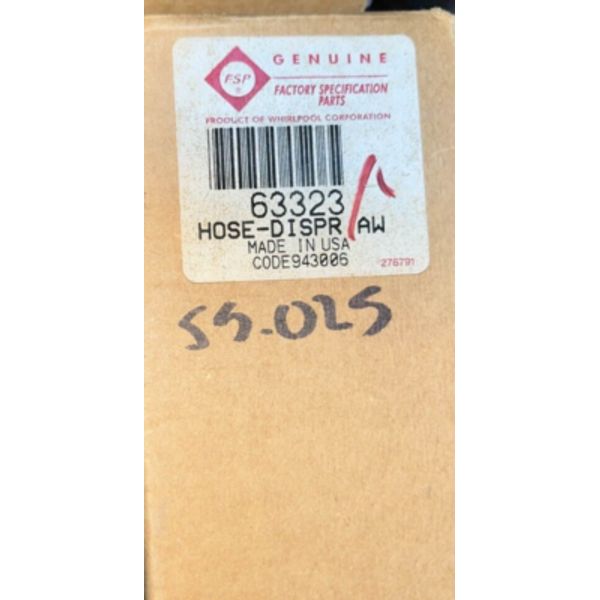 FSP
®
GENUINE
FACTORY SPECIFICATION
PARTS
PRODUCT OF WHIRLPOOL CORPORATION
63323
HOSE-DISPR AW
MADE IN USA
CODE943006
276791
55-025